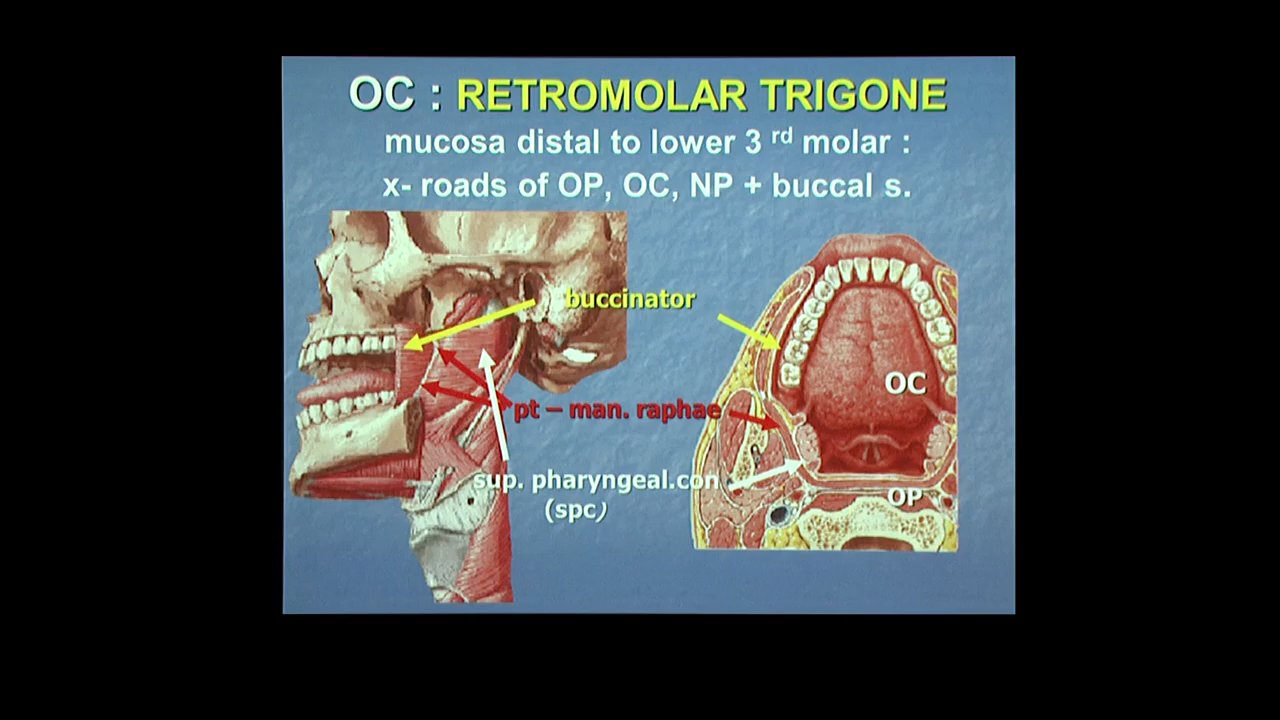 OC : RETROMOLAR TRIGONE
mucosa distal to lower 3 rd molar :
x- roads of OP, OC, NP + buccal s.
buccinator
OC
pt – man. raphae
sup. pharyngeal.con
(spc)
OP